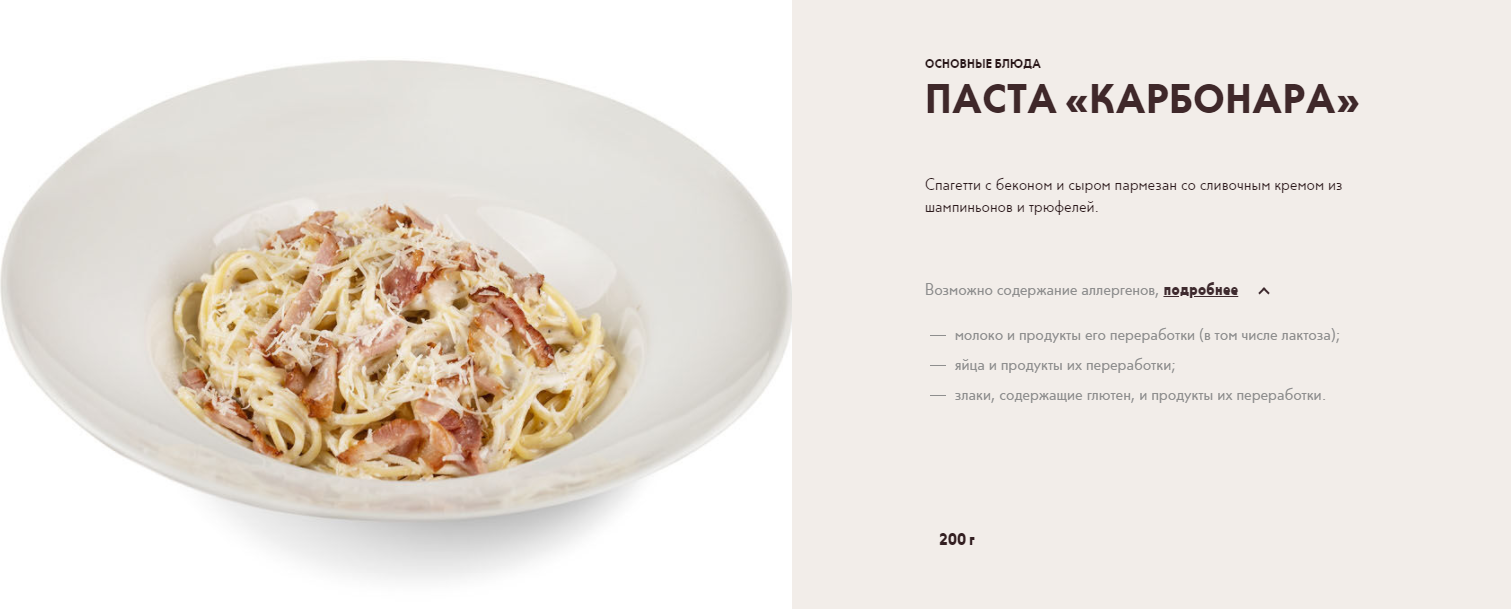 ОСНОВНЫЕ БЛЮДА
ПАСТА «КАРБОНАРА»
Спагетти с беконом и сыром пармезан со сливочным кремом из
шампиньонов и трюфелей.
Возможно содержание аллергенов, подробнее
— молоко и продукты его переработки (в том числе лактоза);
— яйца и продукты их переработки;
— злаки, содержащие глютен, и продукты их переработки.
200 г